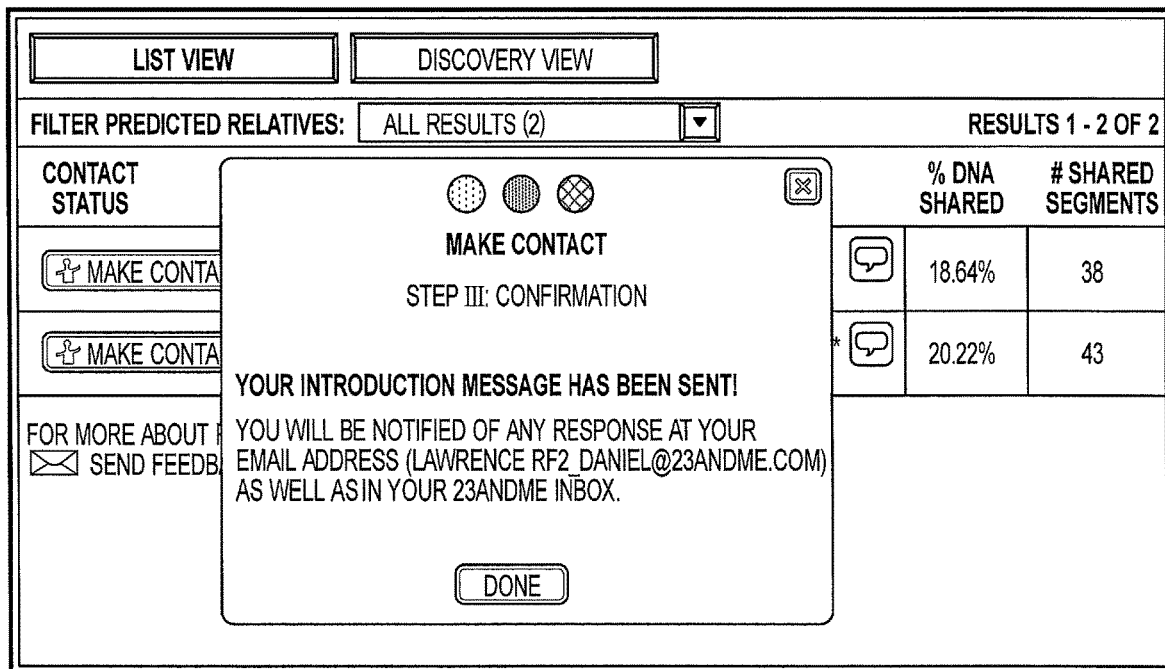 LIST VIEW
DISCOVERY VIEW
FILTER PREDICTED RELATIVES:
ALL RESULTS (2)
RESULTS 1 - 2 OF 2
CONTACT
STATUS
% DNA
SHARED
# SHARED
SEGMENTS
MAKE CONTACT
STEP III: CONFIRMATION
MAKE CONTA
18.64%
38
MAKE CONTA
*
20.22%
43
YOUR INTRODUCTION MESSAGE HAS BEEN SENT!
YOU WILL BE NOTIFIED OF ANY RESPONSE AT YOUR
EMAIL ADDRESS (LAWRENCE RF2_DANIEL@23ANDME.COM)
AS WELL AS IN YOUR 23ANDME INBOX.
FOR MORE ABOUT
SEND FEEDB
DONE